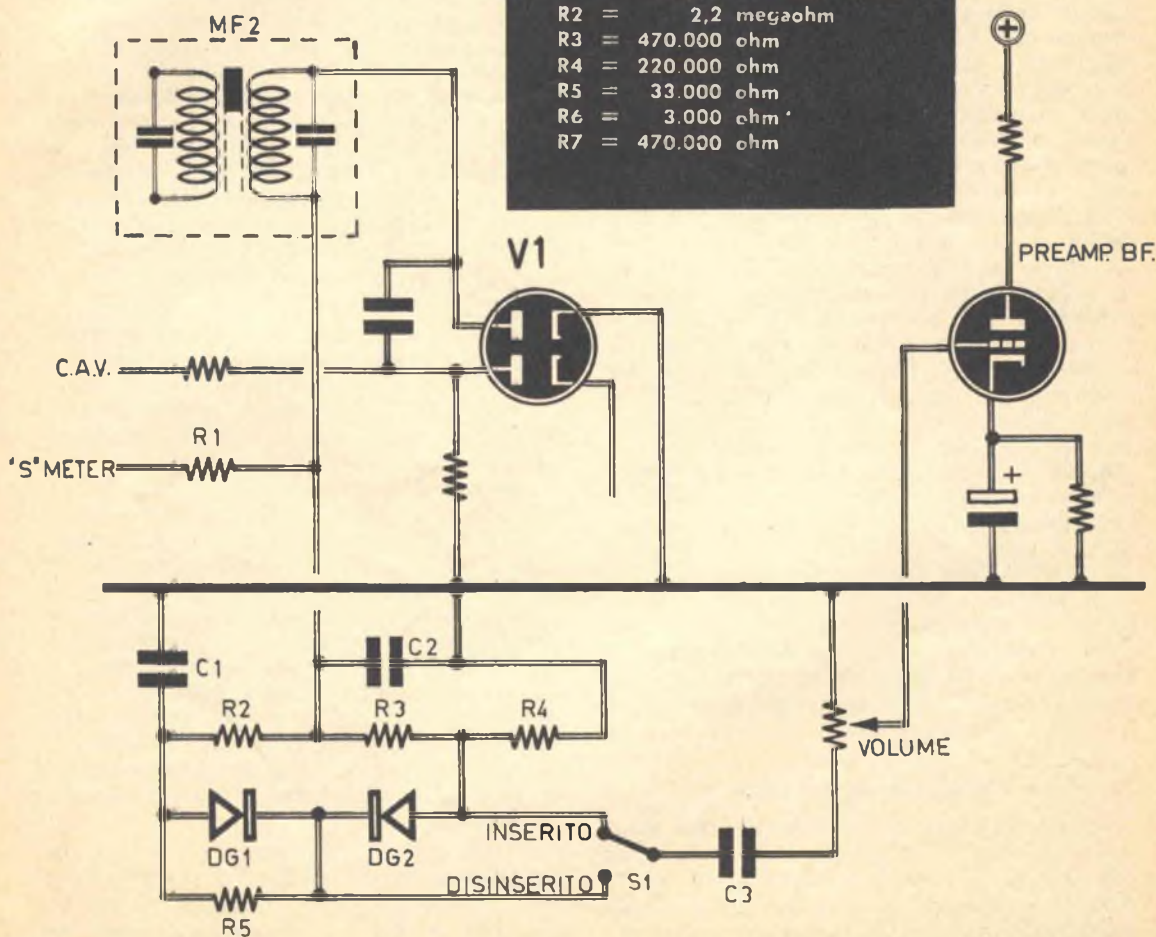 MF2
R2 = 2,2 megaohm
R3 = 470.000 ohm
R4 = 220.000 ohm
R5 = 33.000 ohm
R6 = 3.000 ohm
R7 = 470.000 ohm
V1
PREAMP. BF.
C.A.V.
R1
"S" METER
C1
C2
R2
R3
R4
VOLUME
DG1
DG2
INSERITO
DISINSERITO
S1
C3
R5